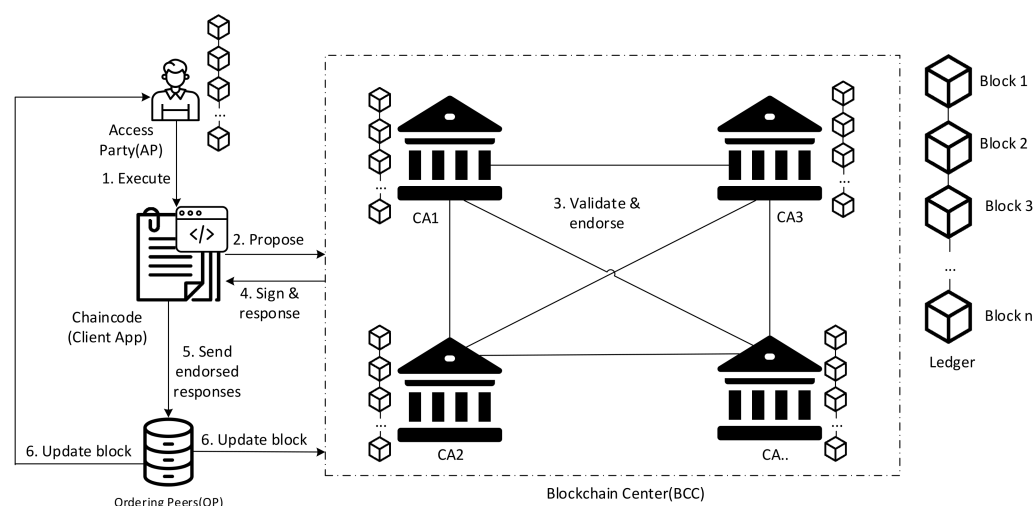 Access
Party(AP)
...
1. Execute
2. Propose
4. Sign &
response
Chaincode
(Client App)
5. Send
endorsed
responses
6. Update block
6. Update block
Ordering Peers(OP)
...
CA1
3. Validate &
endorse
CA3
...
...
CA2
CA..
...
Blockchain Center(BCC)
Block 1
Block 2
Block 3
...
Block n
Ledger